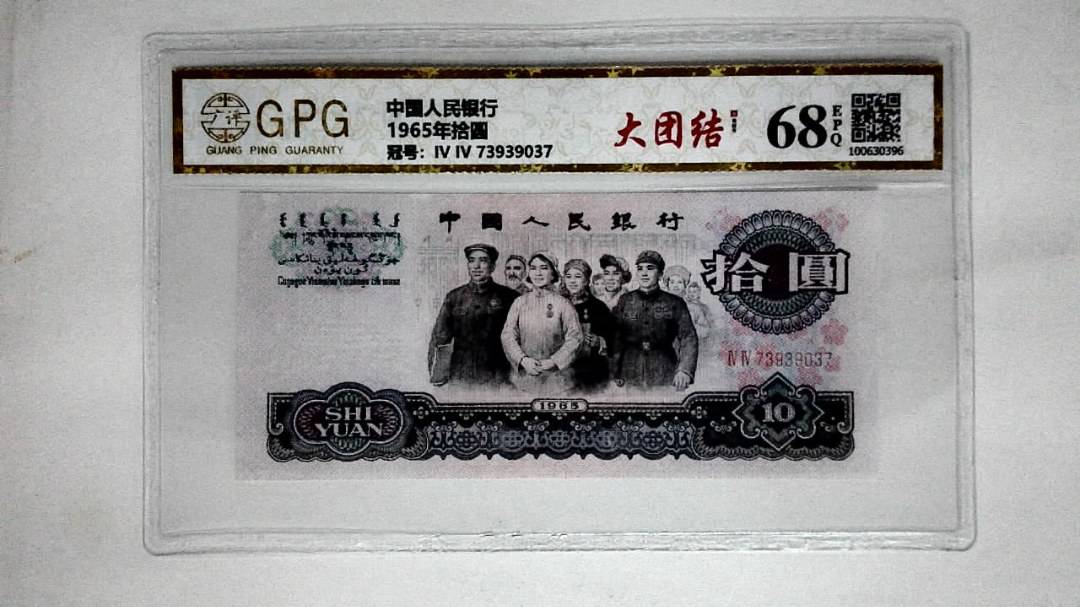 广评
GPG
GUANG PING GUARANTY
中国人民银行
1965年拾圆
冠号：IV IV 73939037
大团结
68
EPQ
100630396
中國人民銀行
拾圓
IV IV 73939037
1965
SHI
YUAN
10